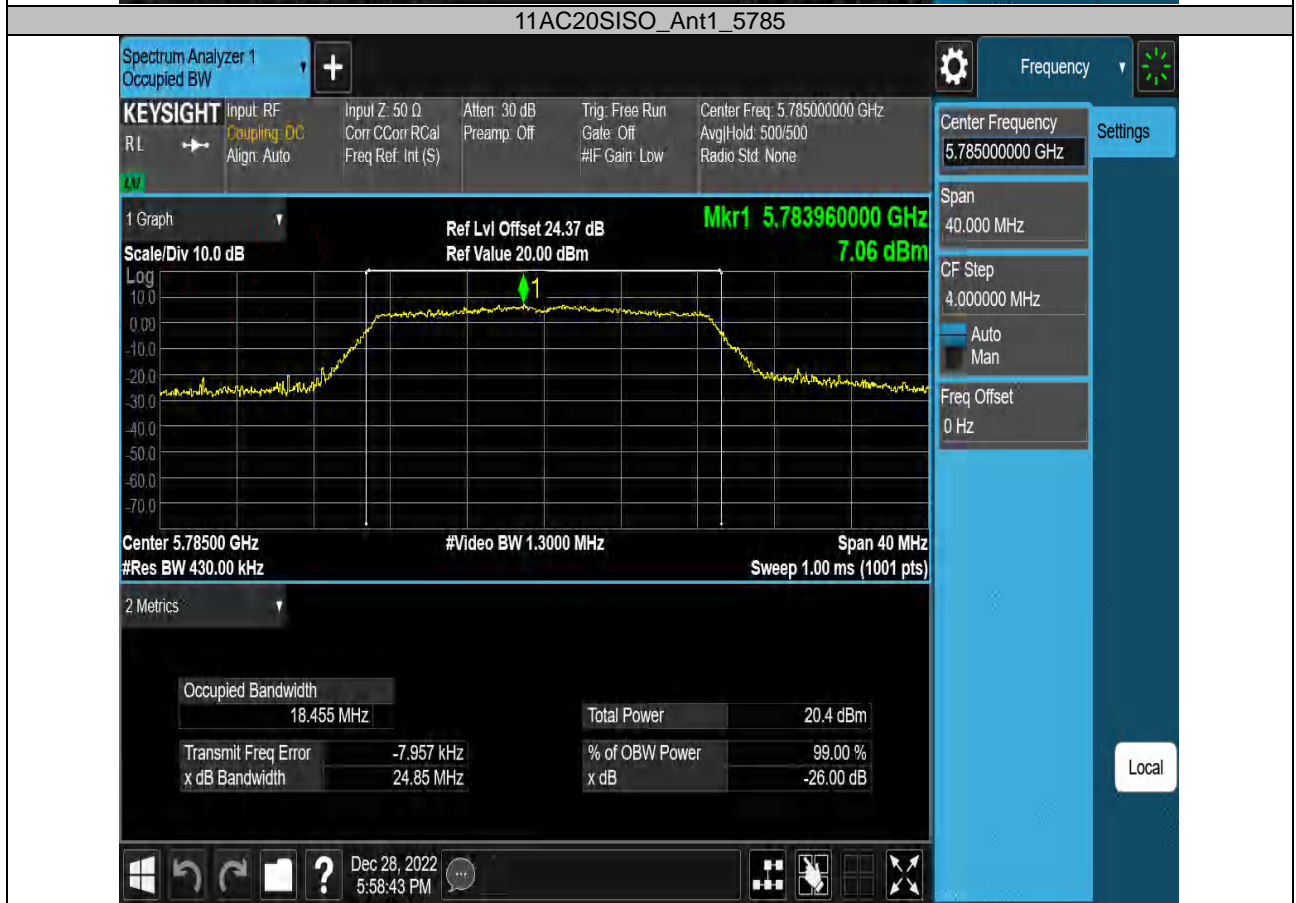 11AC20SISO_Ant1_5785
Spectrum Analyzer 1
Occupied BW
+
Frequency
KEYSIGHT
RL
Input: RF
Coupling: DC
Align: Auto
Input Z: 50 Ω
Corr CCorr RCal
Freq Ref: Int (S)
Atten: 30 dB
Preamp: Off
Trig: Free Run
Gate: Off
#IF Gain: Low
Center Freq: 5.785000000 GHz
Avg|Hold: 500/500
Radio Std: None
Center Frequency
5.785000000 GHz
Settings
Span
40.000 MHz
CF Step
4.000000 MHz
Auto
Man
Freq Offset
0 Hz
1 Graph
Ref Lvl Offset 24.37 dB
Mkr1 5.783960000 GHz
Scale/Div 10.0 dB
Ref Value 20.00 dBm
7.06 dBm
Log
1
10.0
0.00
-10.0
-20.0
-30.0
-40.0
-50.0
-60.0
-70.0
Center 5.78500 GHz
#Video BW 1.3000 MHz
Span 40 MHz
#Res BW 430.00 kHz
Sweep 1.00 ms (1001 pts)
2 Metrics
Occupied Bandwidth
18.455 MHz
Total Power
20.4 dBm
Transmit Freq Error
-7.957 kHz
% of OBW Power
99.00 %
x dB Bandwidth
24.85 MHz
x dB
-26.00 dB
Local
?
Dec 28, 2022
5:58:43 PM